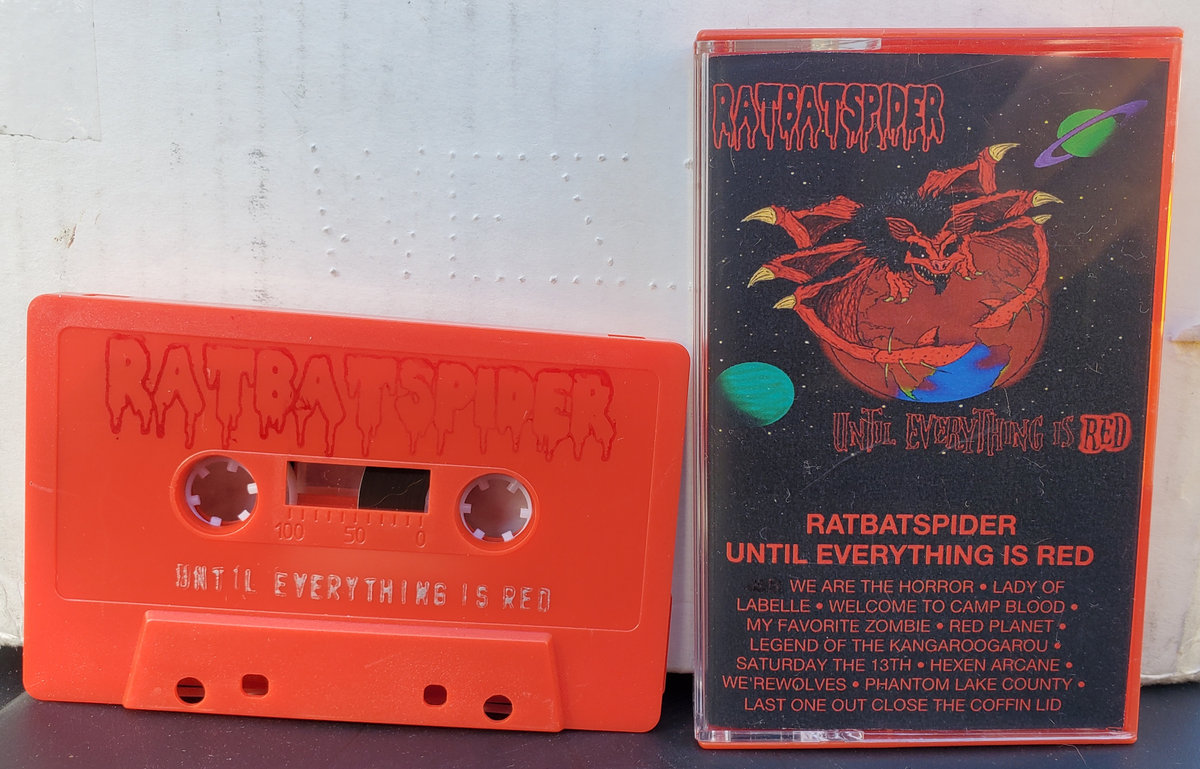 RATBATSPIDER
100 50 0
UNTIL EVERYTHING IS RED
RATBATSPIDER
UNTIL EVERYTHING IS RED
RATBATSPIDER
UNTIL EVERYTHING IS RED
WE ARE THE HORROR • LADY OF
LABELLE • WELCOME TO CAMP BLOOD •
MY FAVORITE ZOMBIE • RED PLANET •
LEGEND OF THE KANGAROOGAROU •
SATURDAY THE 13TH • HEXEN ARCANE •
WE'REWOLVES • PHANTOM LAKE COUNTY •
LAST ONE OUT CLOSE THE COFFIN LID